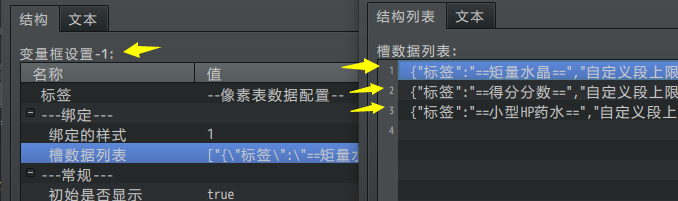 结构 文本
变量框设置-1:
名称 值
标签 --像素表数据配置--
---绑定---
绑定的样式 1
槽数据列表 ["{\"标签\":\"==矩量水
---常规---
初始是否显示 true
结构列表 文本
槽数据列表:
1 {"标签":"==矩量水晶==","自定义段上限
2 {"标签":"==得分分数==","自定义段上限
3 {"标签":"==小型HP药水==","自定义段上
4